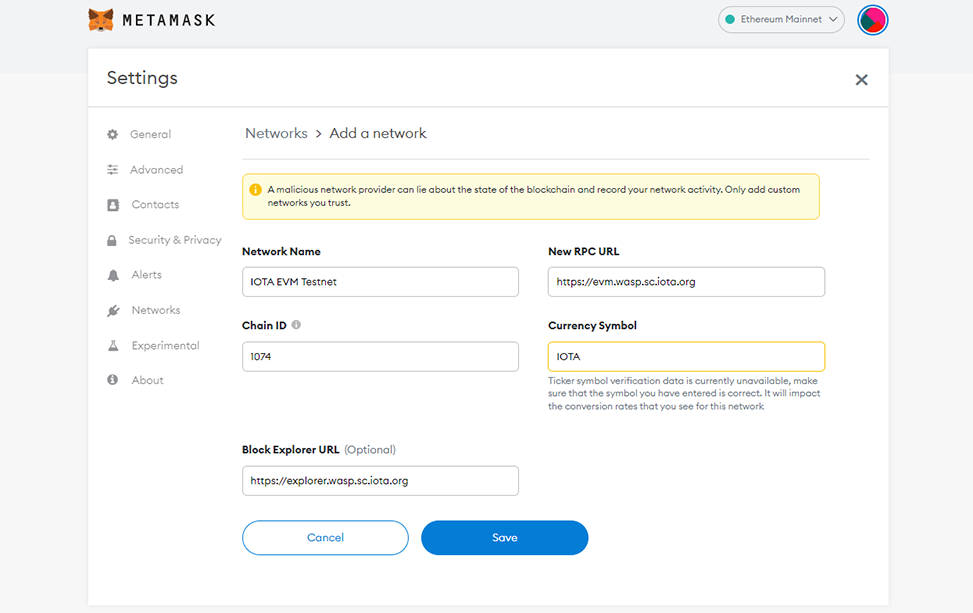 METAMASK
Ethereum Mainnet
Settings
General
Advanced
Contacts
Security & Privacy
Alerts
Networks
Experimental
About
Networks > Add a network
A malicious network provider can lie about the state of the blockchain and record your network activity. Only add custom
networks you trust.
Network Name
IOTA EVM Testnet
New RPC URL
https://evm.wasp.sc.iota.org
Chain ID
1074
Currency Symbol
IOTA
Ticker symbol verification data is currently unavailable, make
sure that the symbol you have entered is correct. It will impact
the conversion rates that you see for this network
Block Explorer URL (Optional)
https://explorer.wasp.sc.iota.org
Cancel
Save